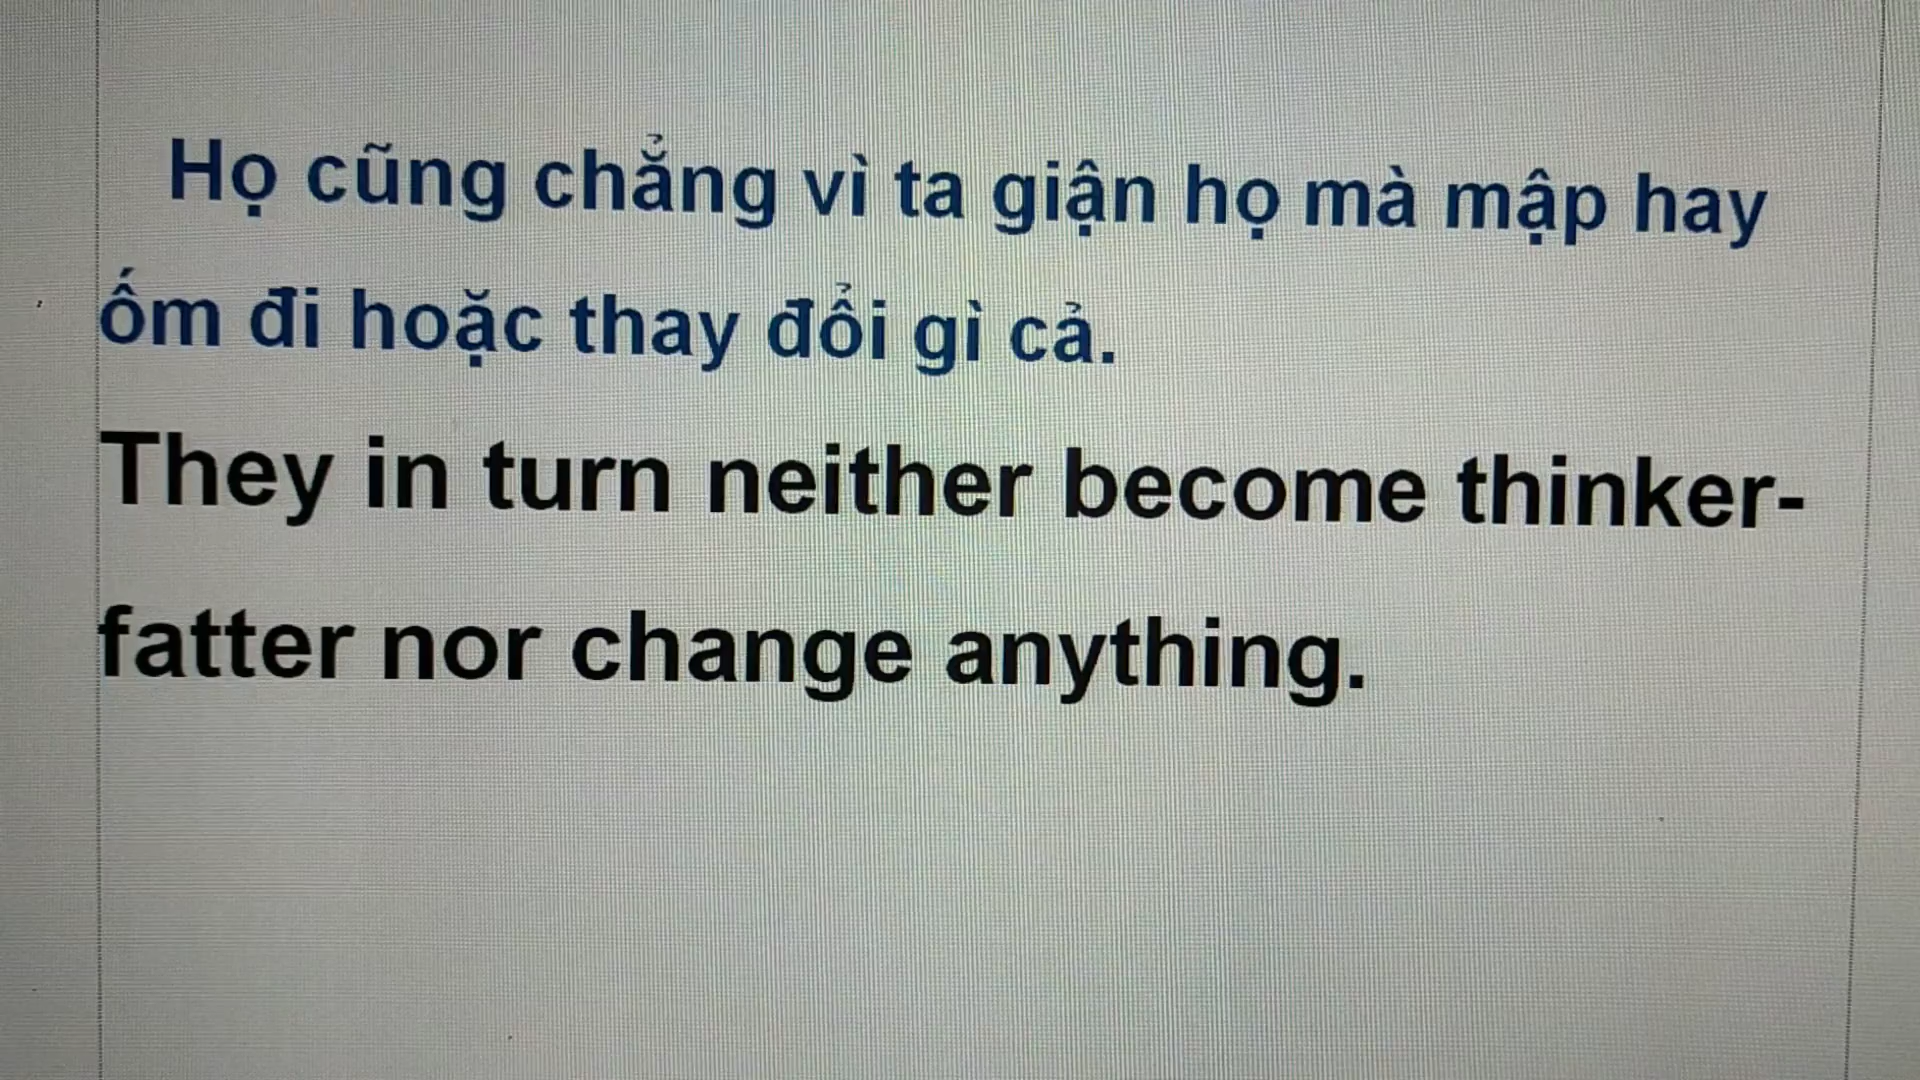 Họ cũng chẳng vì ta giận họ mà mập hay
ốm đi hoặc thay đổi gì cả.
They in turn neither become thinker-
fatter nor change anything.